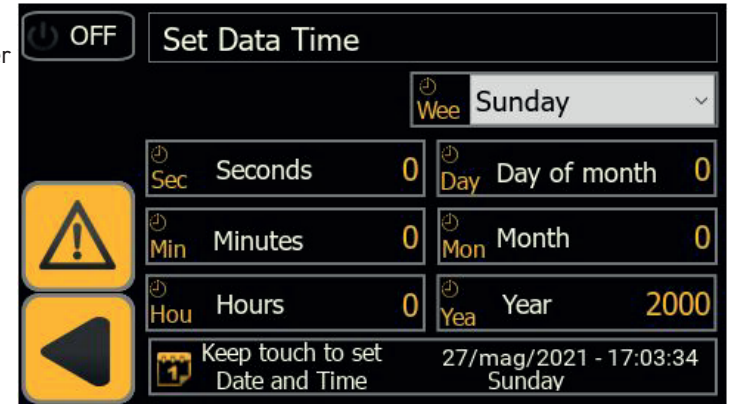 OFF
Set Data Time
er
Wee Sunday
Sec Seconds 0
Day Day of month 0
Min Minutes 0
Mon Month 0
Hou Hours 0
Yea Year 2000
1
Keep touch to set
Date and Time
27/mag/2021 - 17:03:34
Sunday